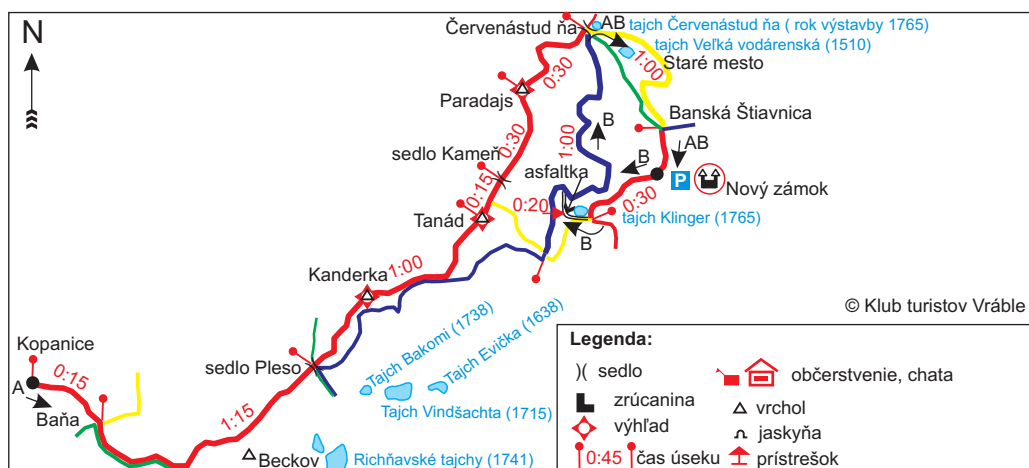 N
Červenástud ňa
AB
tajch Červenástud ňa ( rok výstavby 1765)
tajch Veľká vodárenská (1510)
1:00
Staré mesto
0:30
Paradajs
Banská Štiavnica
B
1:00
AB
sedlo Kameň
0:30
asfaltka
B
P
Nový zámok
0:15
0:20
0:30
Tanád
tajch Klinger (1765)
B
Kanderka
1:00
© Klub turistov Vráble
Kopanice
A
0:15
Baňa
sedlo Pleso
1:15
Tajch Bakomi (1738)
Tajch Evička (1638)
Tajch Vindšachta (1715)
Beckov
Richňavské tajchy (1741)
Legenda:
sedlo
občerstvenie, chata
zrúcanina
vrchol
výhľad
jaskyňa
0:45
čas úseku
prístrešok